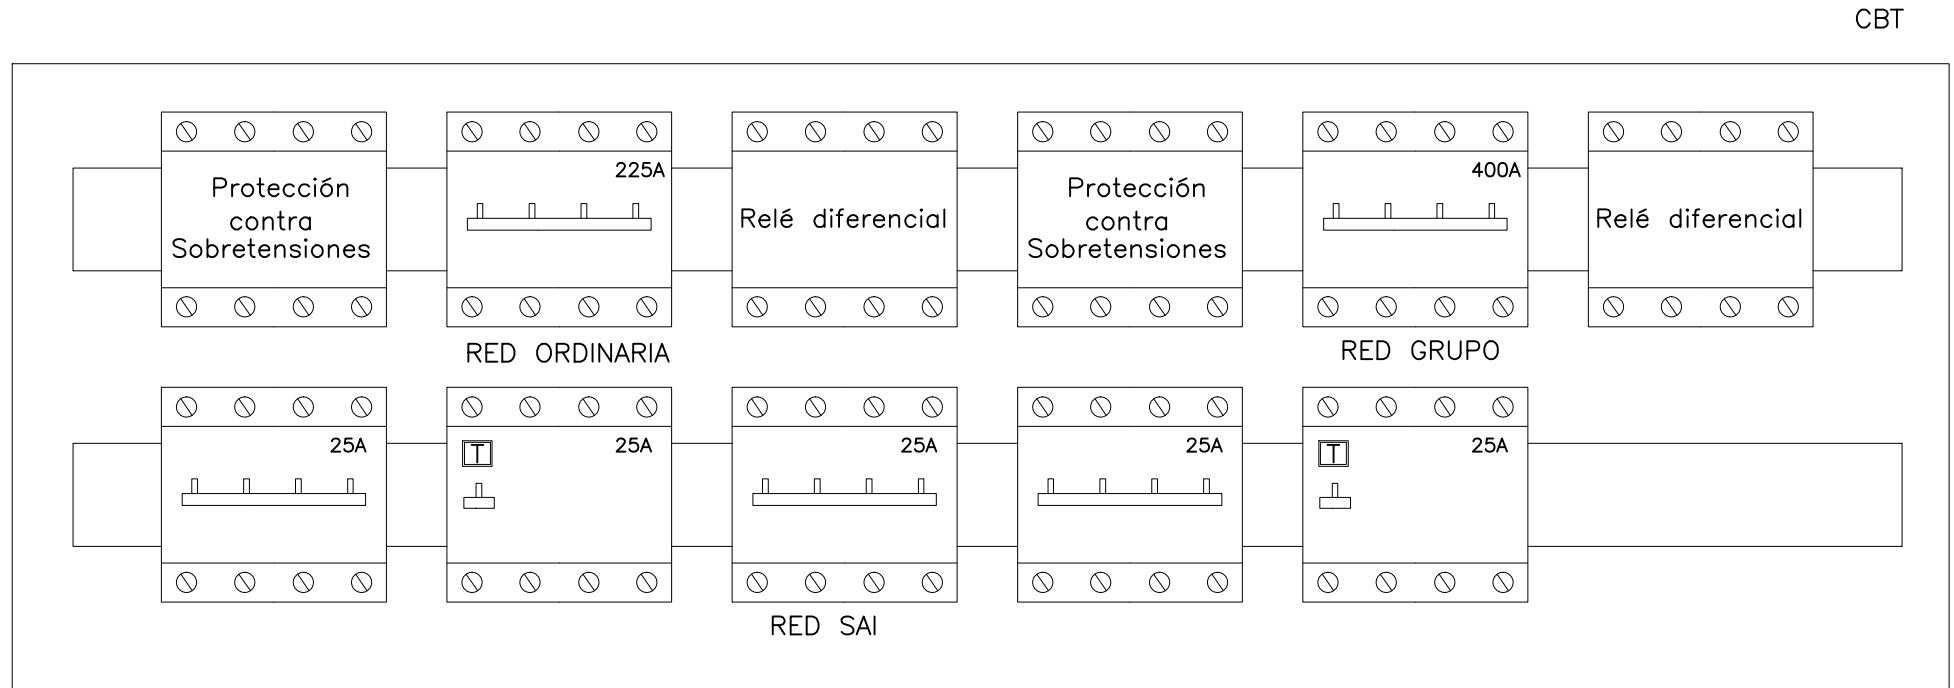 CBT
Protección
contra
Sobretensiones
225A
Relé diferencial
Protección
contra
Sobretensiones
400A
Relé diferencial
RED ORDINARIA
RED GRUPO
25A
T
25A
25A
25A
T
25A
RED SAI